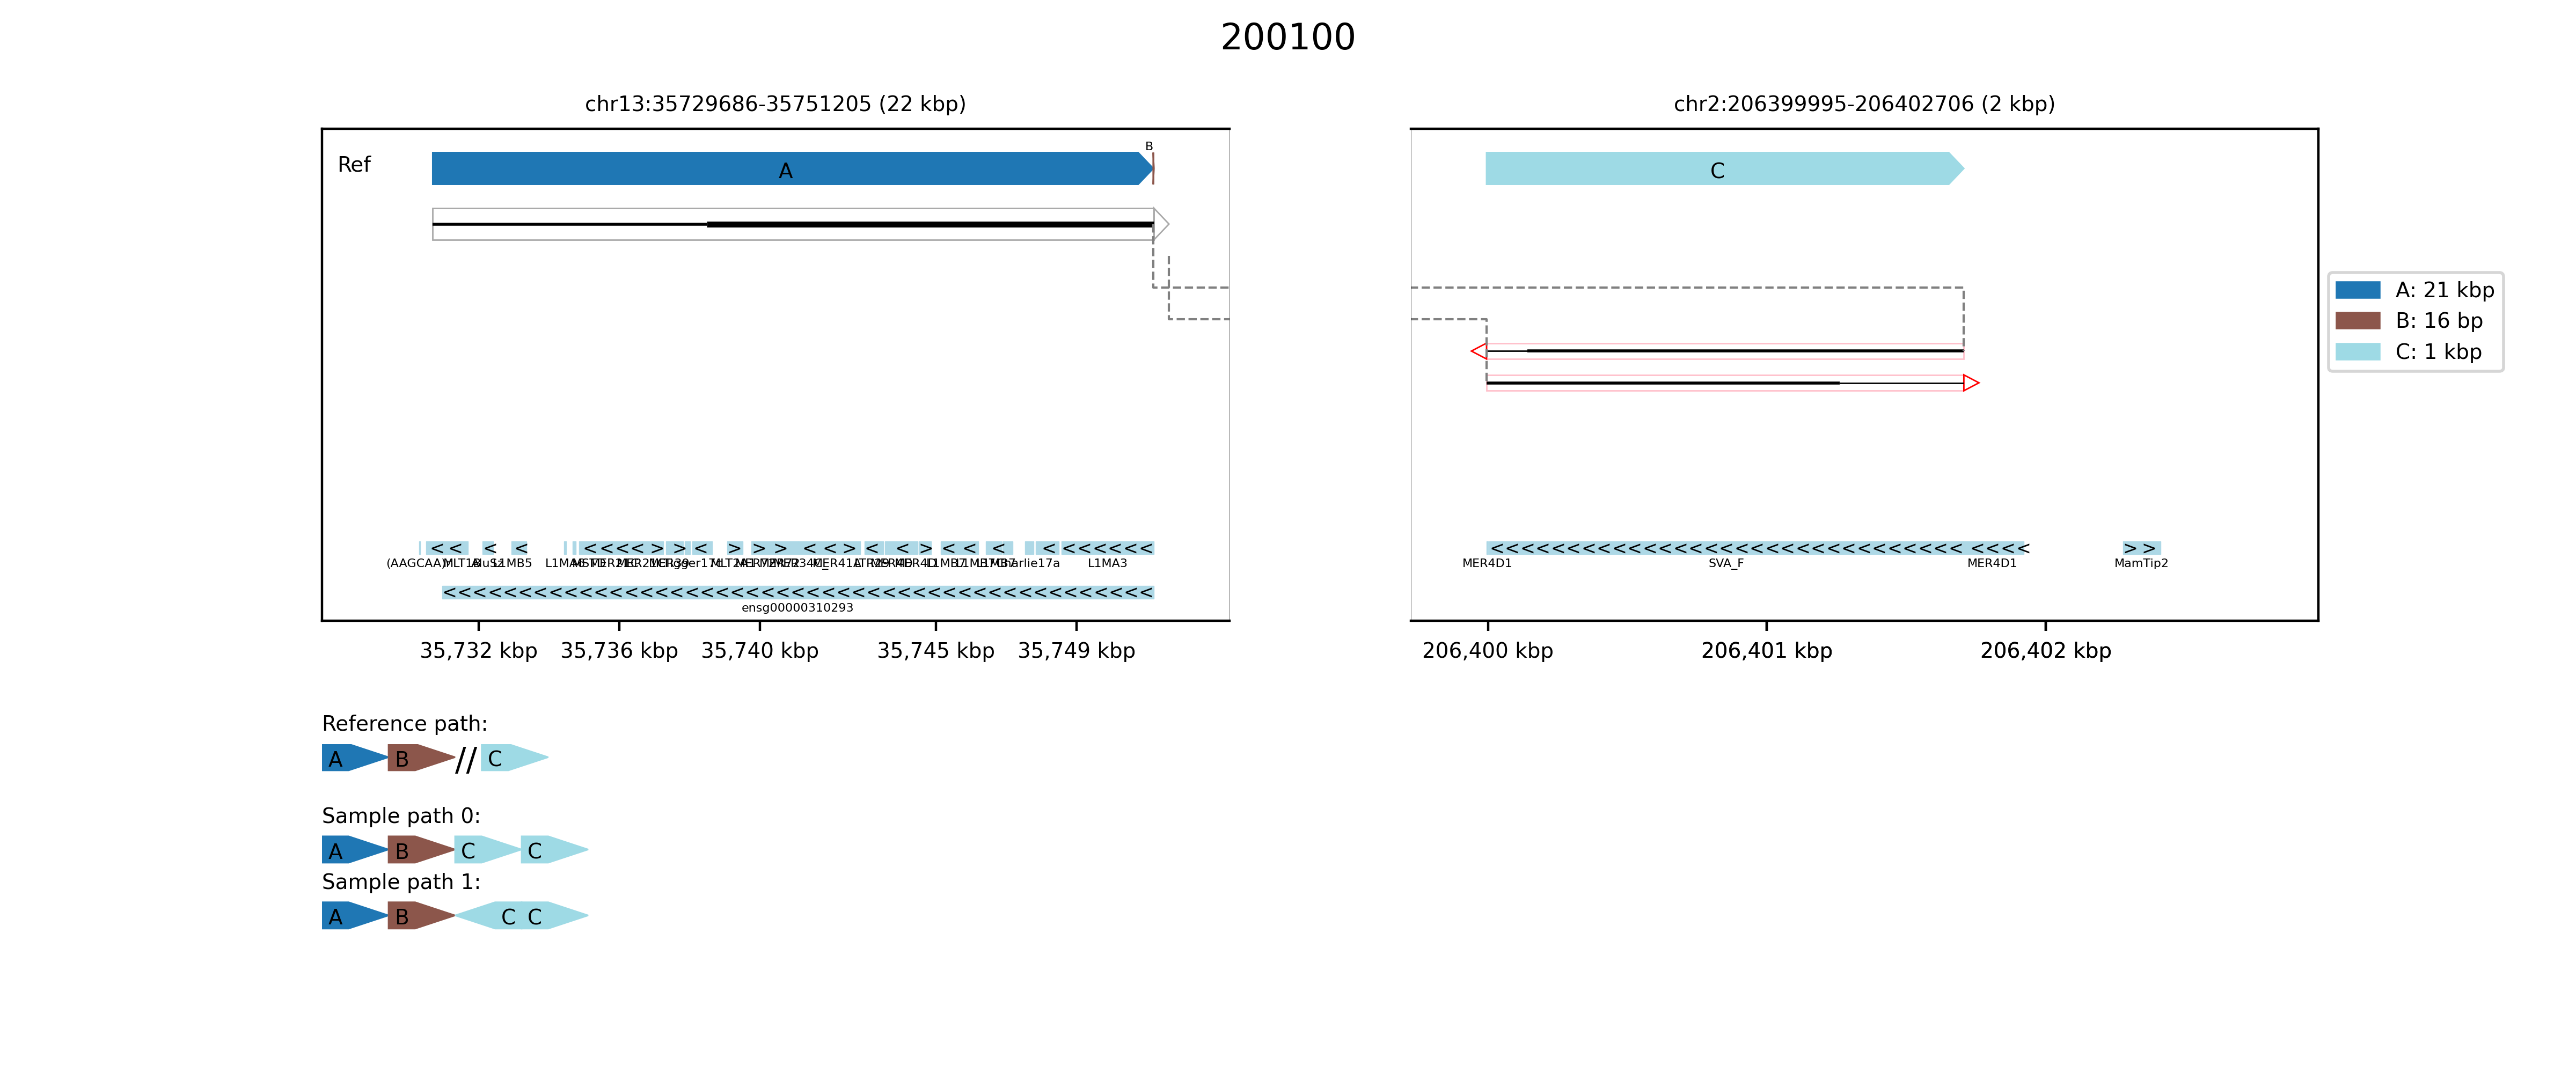 200100
chr13:35729686-35751205 (22 kbp)
chr2:206399995-206402706 (2 kbp)
Ref
A
B
C
A: 21 kbp
B: 16 bp
C: 1 kbp
L1MB5
L1MA3
MER4D1
SVA_F
MER4D1
MamTip2
ensg00000310293
35,732 kbp
35,736 kbp
35,740 kbp
35,745 kbp
35,749 kbp
206,400 kbp
206,401 kbp
206,402 kbp
Reference path:
A B // C
Sample path 0:
A B C C
Sample path 1:
A B C C